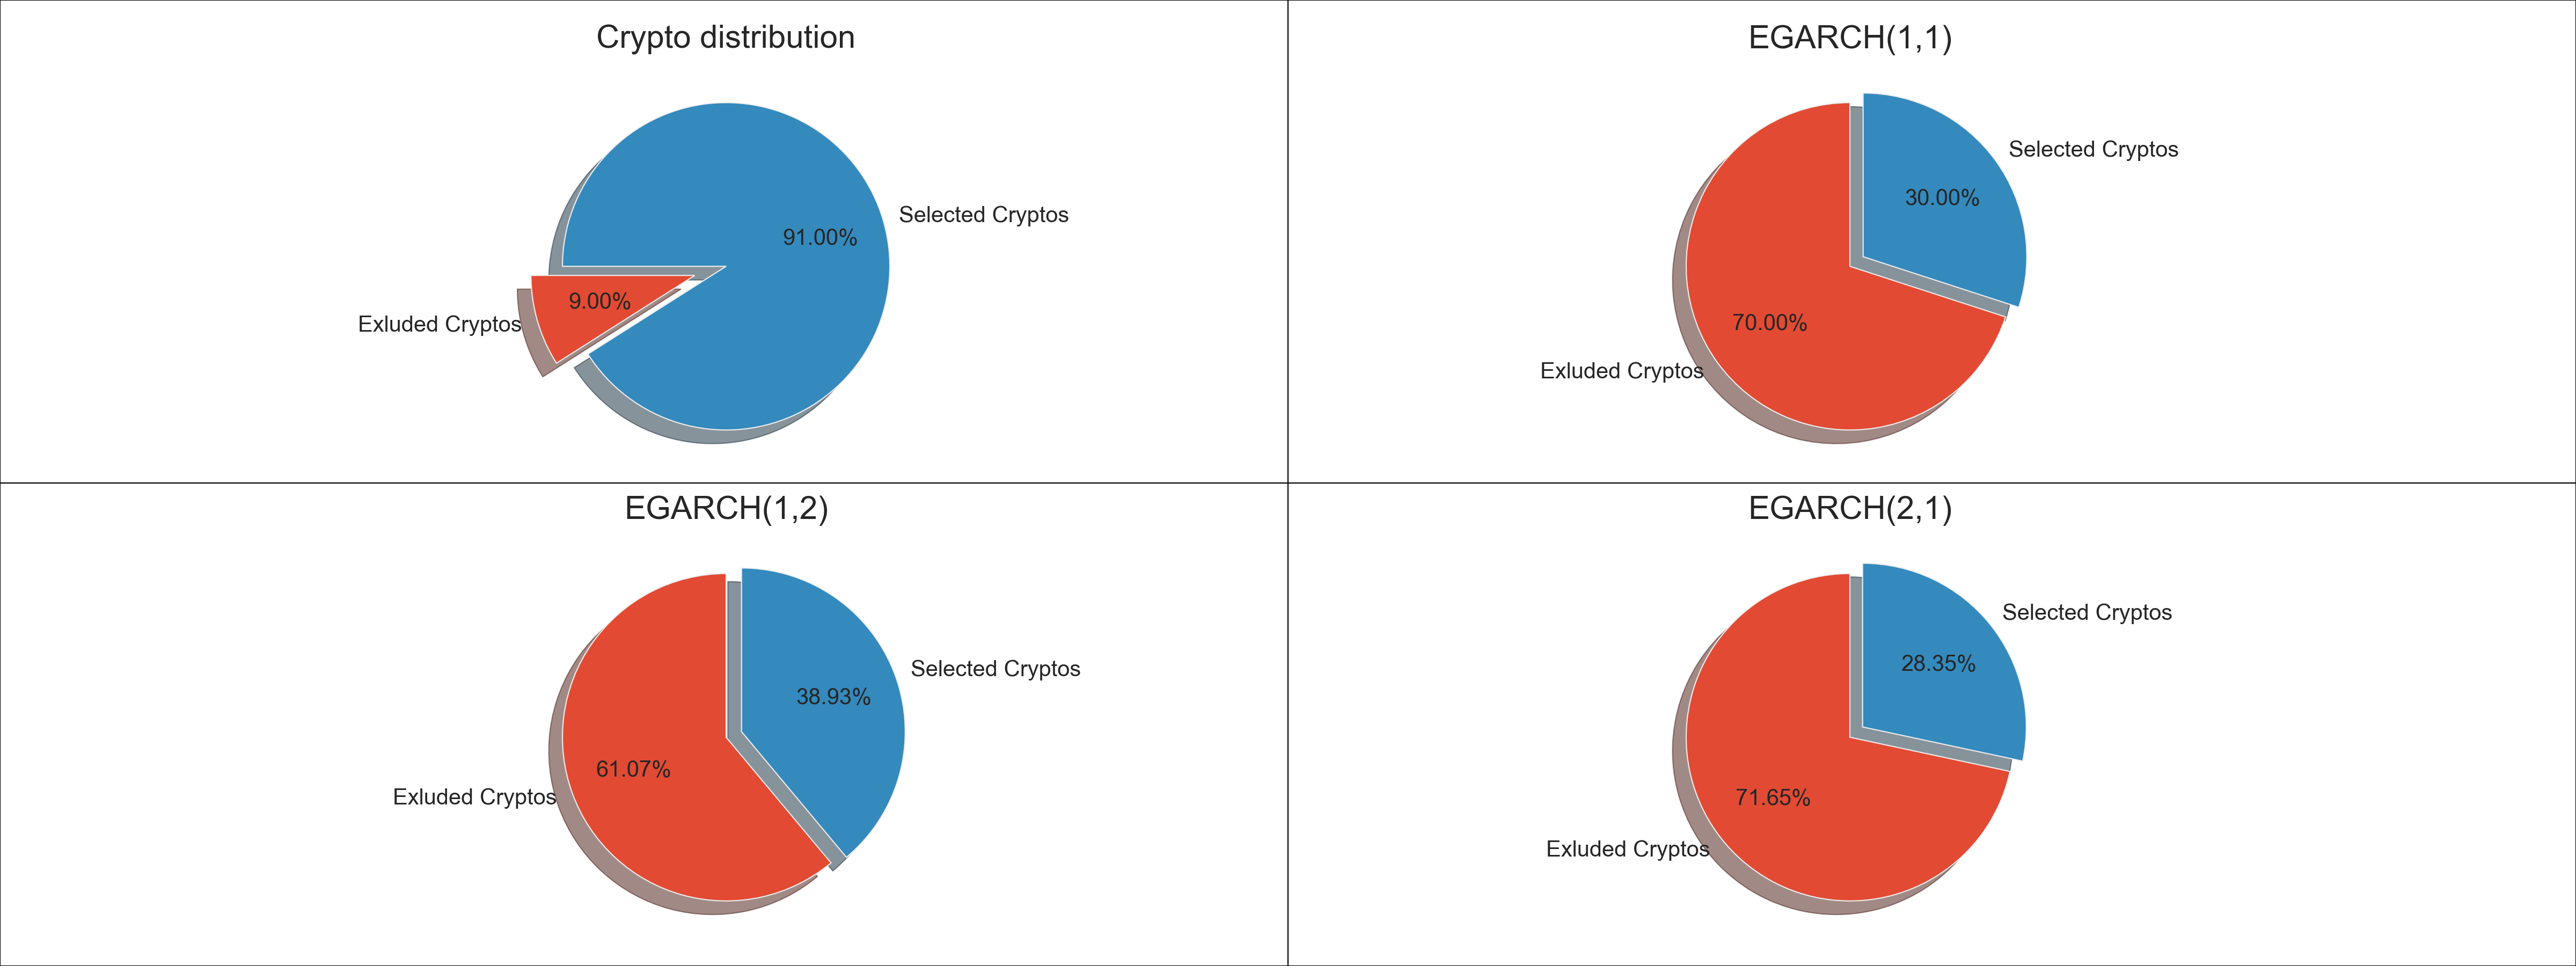 Crypto distribution
Selected Cryptos
91.00%
9.00%
Exluded Cryptos
EGARCH(1,1)
Selected Cryptos
30.00%
70.00%
Exluded Cryptos
EGARCH(1,2)
Selected Cryptos
38.93%
61.07%
Exluded Cryptos
EGARCH(2,1)
Selected Cryptos
28.35%
71.65%
Exluded Cryptos